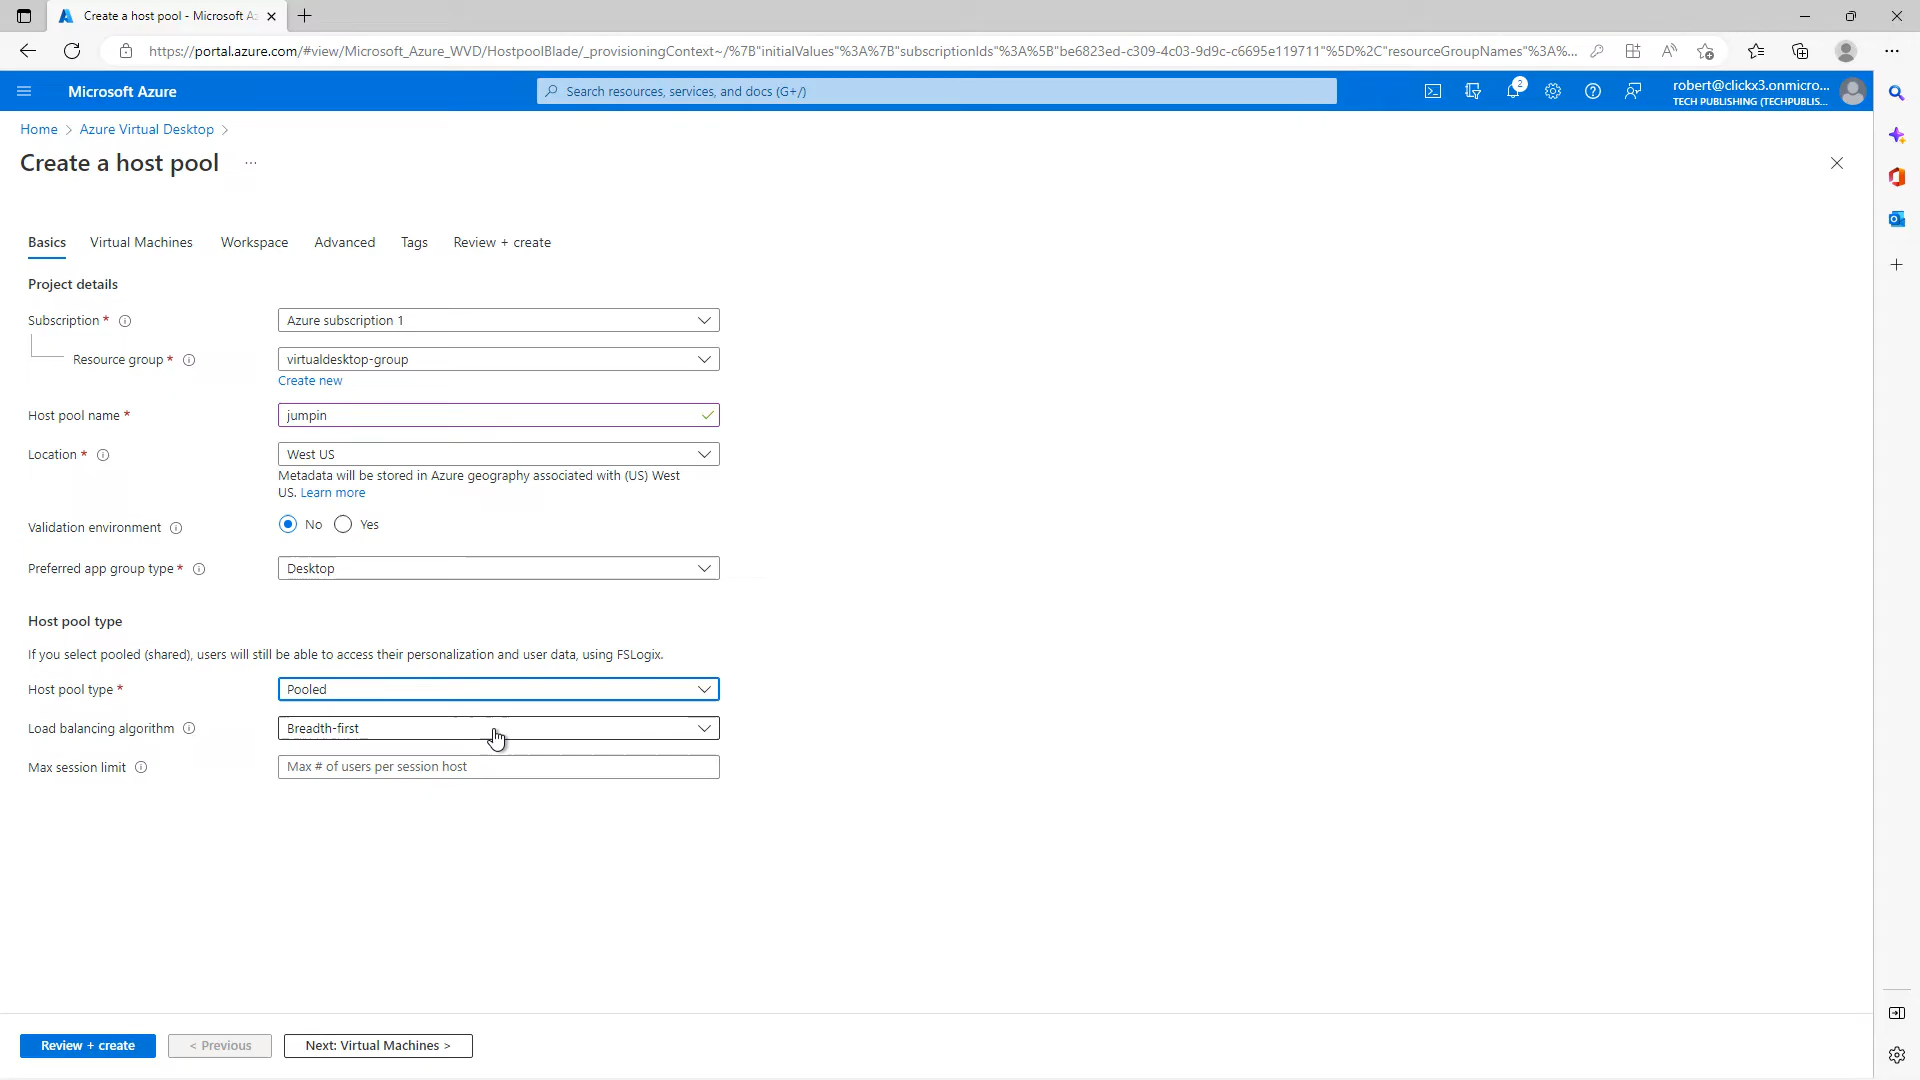 Create a host pool - Microsoft Az
https://portal.azure.com/#view/Microsoft_Azure_WVD/HostpoolBlade/_provisioningContext~/%7B"initialValues"%3A%7B"subscriptionIds"%3A%5B"be6823ed-c309-4c03-9d9c-c6695e119711"%5D%2C"resourceGroupNames"%3A%...
Microsoft Azure
Search resources, services, and docs (G+/)
2
robert@clickx3.onmicro...
TECH PUBLISHING (TECHPUBLIS...
Home > Azure Virtual Desktop >
Create a host pool ...
Basics Virtual Machines Workspace Advanced Tags Review + create
Project details
Subscription * Azure subscription 1
Resource group * virtualdesktop-group
Create new
Host pool name * jumpin
Location * West US
Metadata will be stored in Azure geography associated with (US) West
US. Learn more
Validation environment No Yes
Preferred app group type * Desktop
Host pool type
If you select pooled (shared), users will still be able to access their personalization and user data, using FSLogix.
Host pool type * Pooled
Load balancing algorithm Breadth-first
Max session limit Max # of users per session host
Review + create < Previous Next: Virtual Machines >